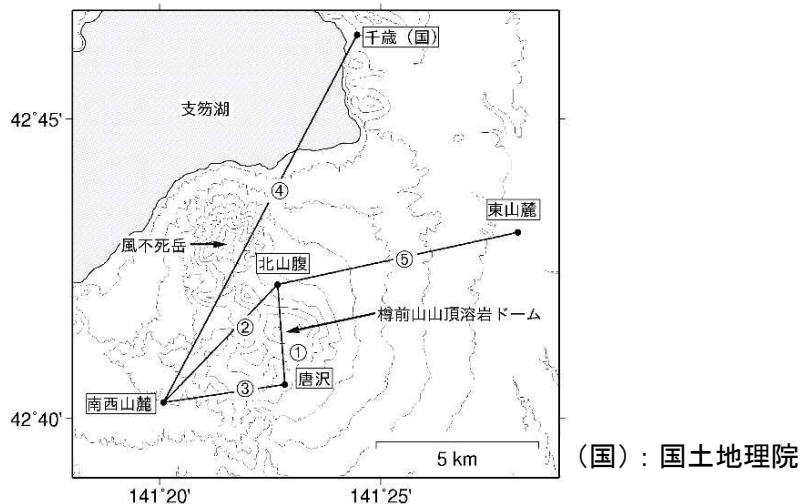 千歳（国）
支笏湖
42˚45'
④
東山麓
風不死岳
⑤
北山腹
樽前山山頂溶岩ドーム
②
①
③
唐沢
南西山麓
42˚40'
5 km
（国）：国土地理院
141˚20'
141˚25'